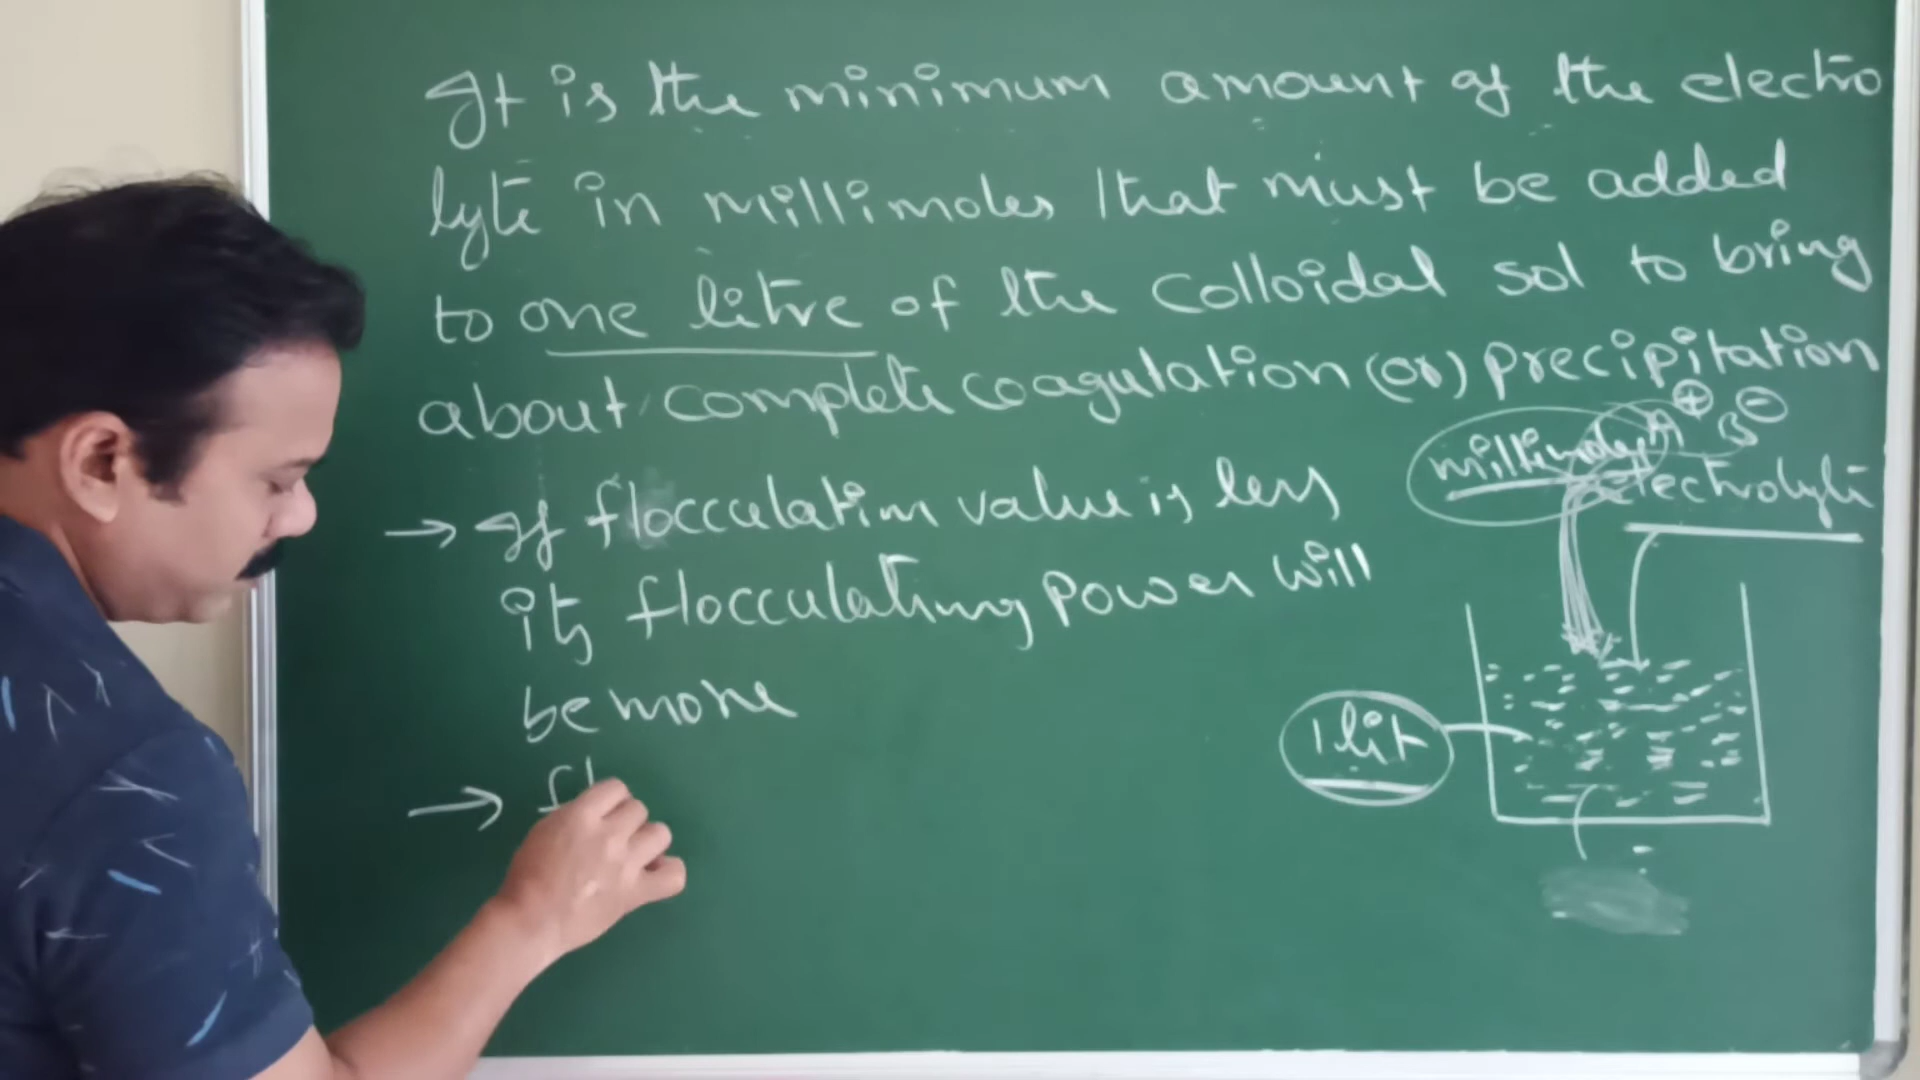 It is the minimum amount of the electro
lyte in millimoles that must be added
to one litre of the colloidal sol to bring
about complete coagulation (or) precipitation
A⊕ B⊖
millimoles
electrolyte
→ If flocculation value is less
its flocculating power will
be more
1 lit
→ fl